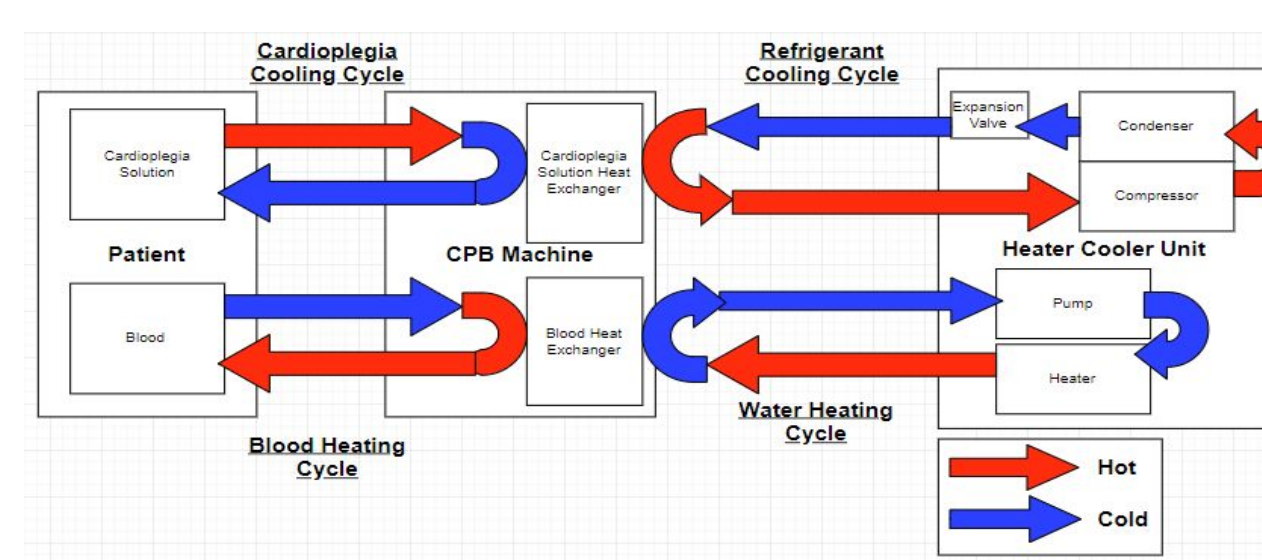 Cardioplegia
Cooling Cycle
Refrigerant
Cooling Cycle
Cardioplegia
Solution
Cardioplegia
Solution Heat
Exchanger
Expansion
Valve
Condenser
Compressor
Patient
CPB Machine
Heater Cooler Unit
Blood
Blood Heat
Exchanger
Pump
Heater
Blood Heating
Cycle
Water Heating
Cycle
Hot
Cold